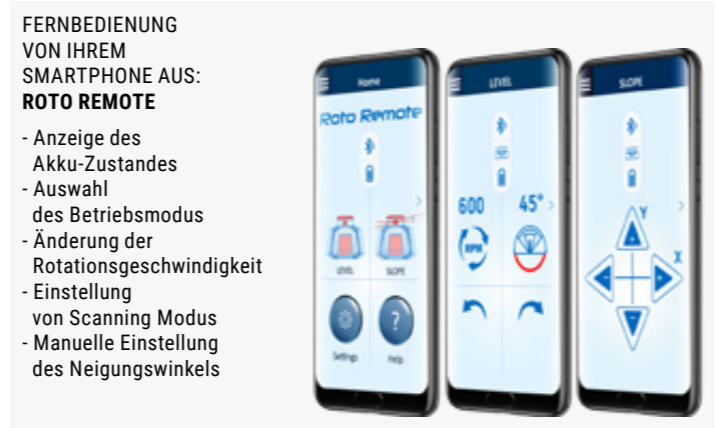 FERNBEDIENUNG
VON IHREM
SMARTPHONE AUS:
ROTO REMOTE
- Anzeige des
Akku-Zustandes
- Auswahl
des Betriebsmodus
- Änderung der
Rotationsgeschwindigkeit
- Einstellung
von Scanning Modus
- Manuelle Einstellung
des Neigungswinkels
Home
Roto Remote
LEVEL
SLOPE
Settings
?
Help
LEVEL
600
45°
RPM
SLOPE
Y
X